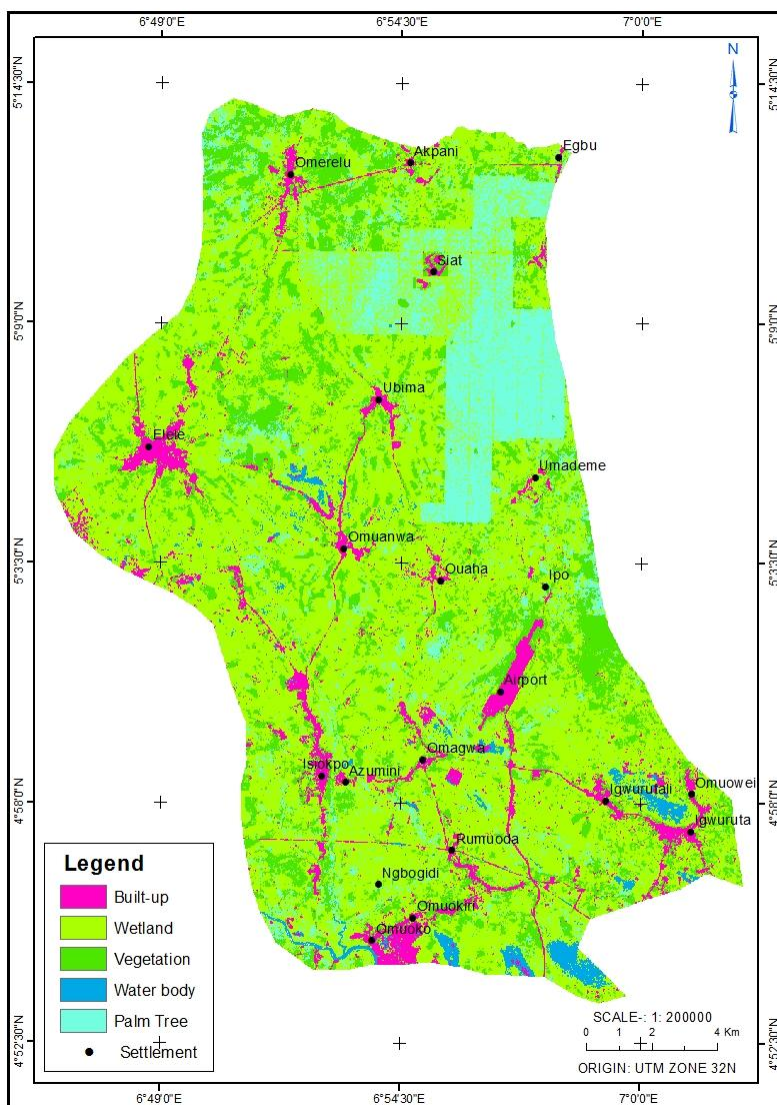 6°49'0"E
6°54'30"E
7°0'0"E
N
5°14'30"N
5°14'30"N
Egbu
Akpani
Omerelu
Siat
5°9'0"N
5°9'0"N
Ubima
Elele
Umademe
Omuanwa
5°3'30"N
5°3'30"N
Ouaha
Ipo
Airport
Omagwa
Isiokpo
Azumini
Omuowei
Igwurutali
4°58'0"N
4°58'0"N
Igwuruta
Rumuoda
Ngbogidi
Omuokiri
Omuoko
Legend
Built-up
Wetland
Vegetation
Water body
Palm Tree
Settlement
SCALE-: 1: 200000
0 1 2 4 Km
ORIGIN: UTM ZONE 32N
4°52'30"N
4°52'30"N
6°49'0"E
6°54'30"E
7°0'0"E